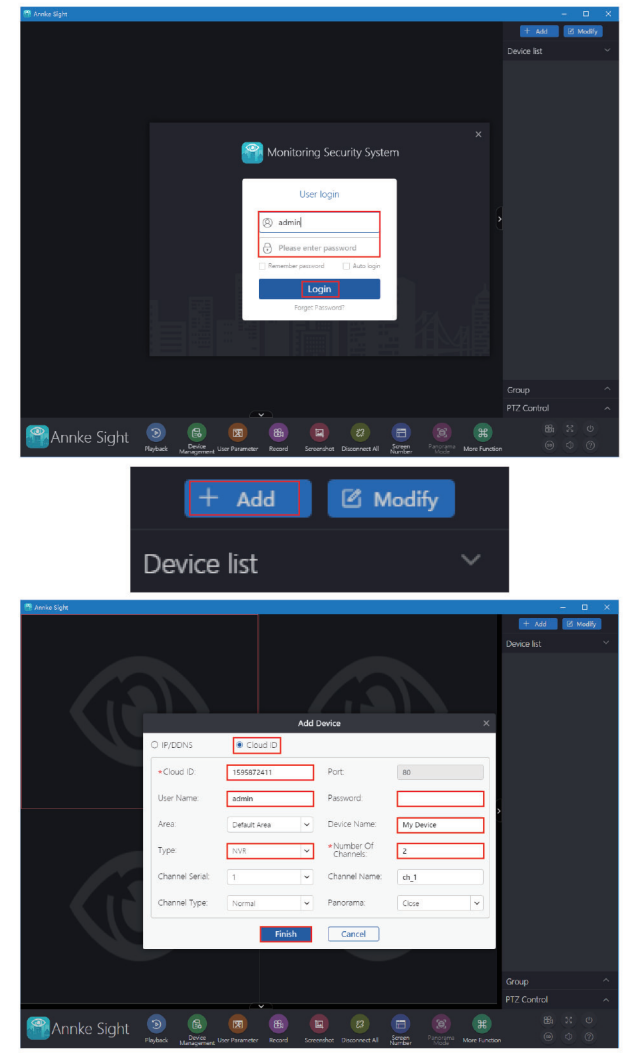 Annke Sight
+ Add Modify
Device list
Monitoring Security System
User login
admin
Please enter password
Remember password Auto login
Login
Forget Password?
Group
PTZ Control
Annke Sight
Playback Device Management User Parameter Record Screenshot Disconnect All Screen Number Panorama Mode More Function
+ Add Modify
Device list
Annke Sight
+ Add Modify
Device list
Add Device
IP/DDNS Cloud ID
*Cloud ID: 1595872411 Port: 80
User Name: admin Password:
Area: Default Area Device Name: My Device
Type: NVR *Number Of Channels: 2
Channel Serial: 1 Channel Name: ch_1
Channel Type: Normal Panorama: Close
Finish Cancel
Group
PTZ Control
Annke Sight
Playback Device Management User Parameter Record Screenshot Disconnect All Screen Number Panorama Mode More Function